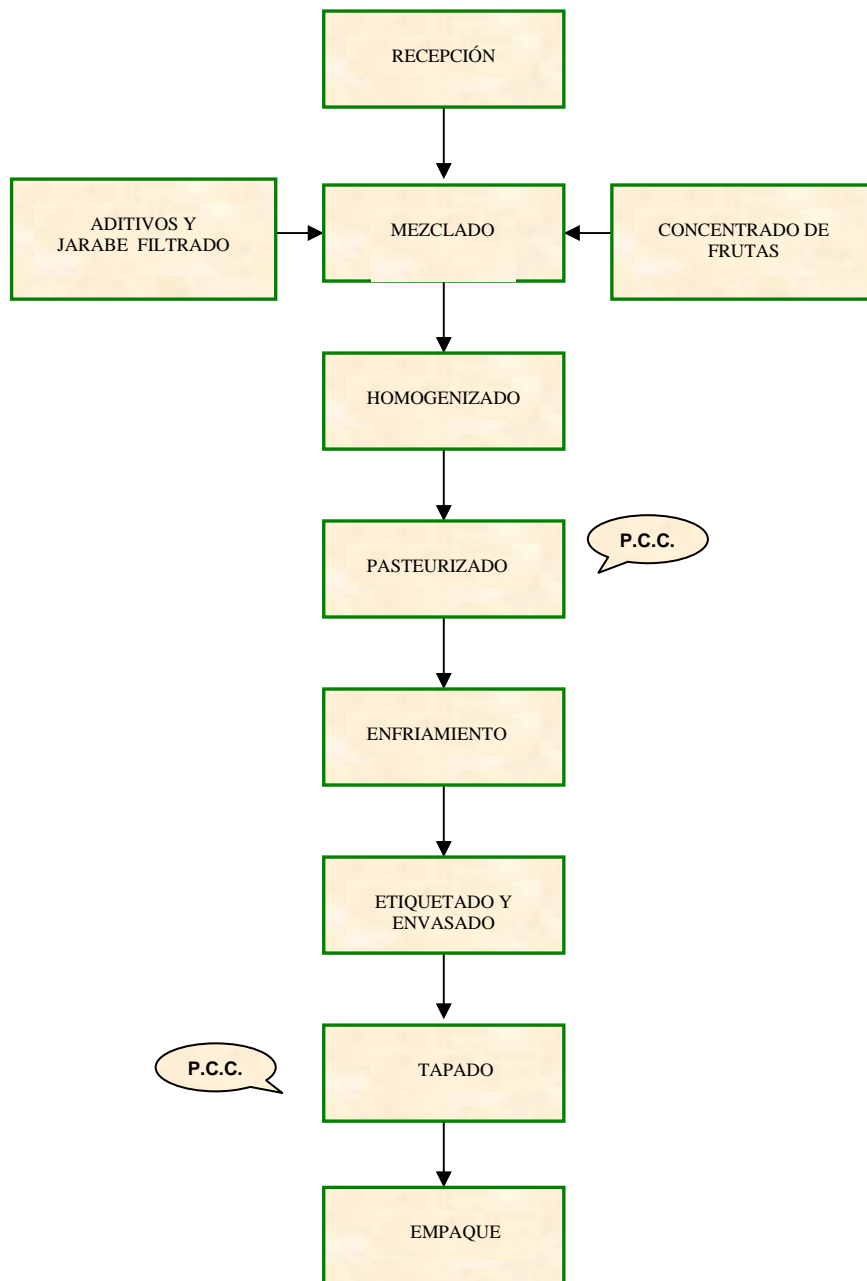 RECEPCIÓN
ADITIVOS Y
JARABE FILTRADO
MEZCLADO
CONCENTRADO DE
FRUTAS
HOMOGENIZADO
PASTEURIZADO
P.C.C.
ENFRIAMIENTO
ETIQUETADO Y
ENVASADO
P.C.C.
TAPADO
EMPAQUE